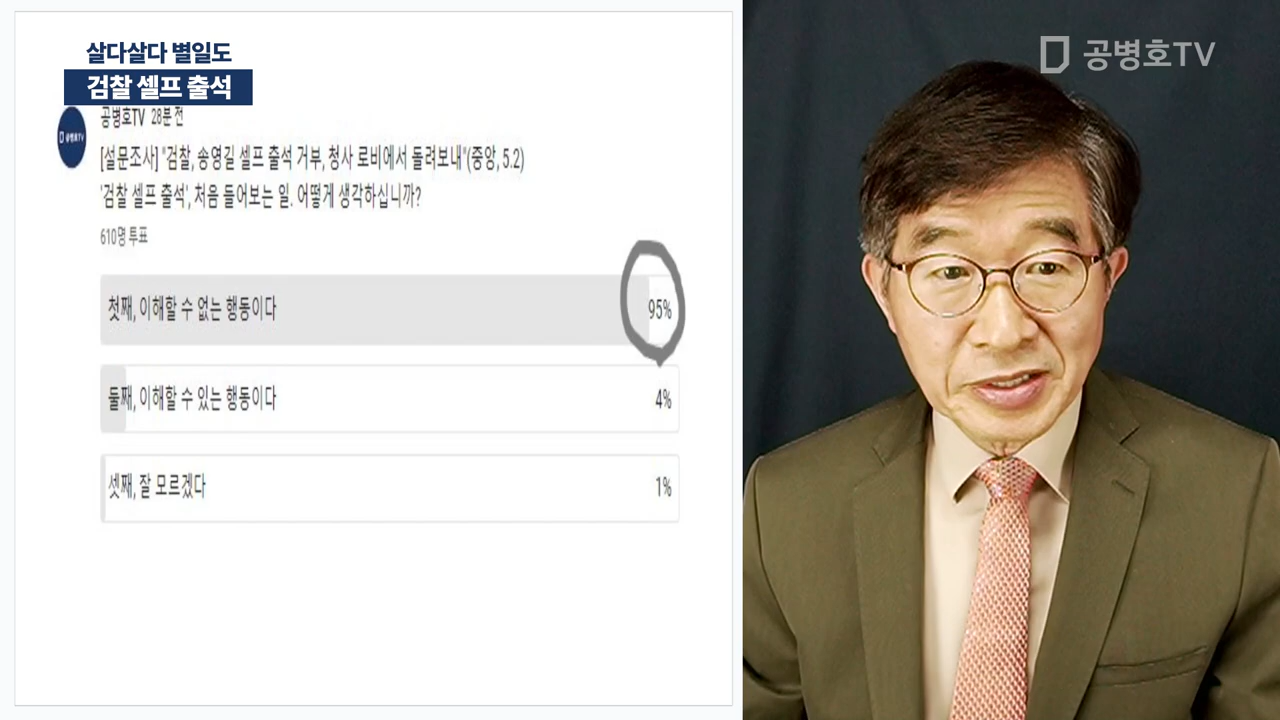 살다살다 별일도
검찰 셀프 출석
공병호TV
공병호TV
공병호TV 28분 전
[설문조사] "검찰, 송영길 셀프 출석 거부, 청사 로비에서 돌려보내"(중앙, 5.2)
'검찰 셀프 출석', 처음 들어보는 일. 어떻게 생각하십니까?
610명 투표
첫째, 이해할 수 없는 행동이다 95%
둘째, 이해할 수 있는 행동이다 4%
셋째, 잘 모르겠다 1%